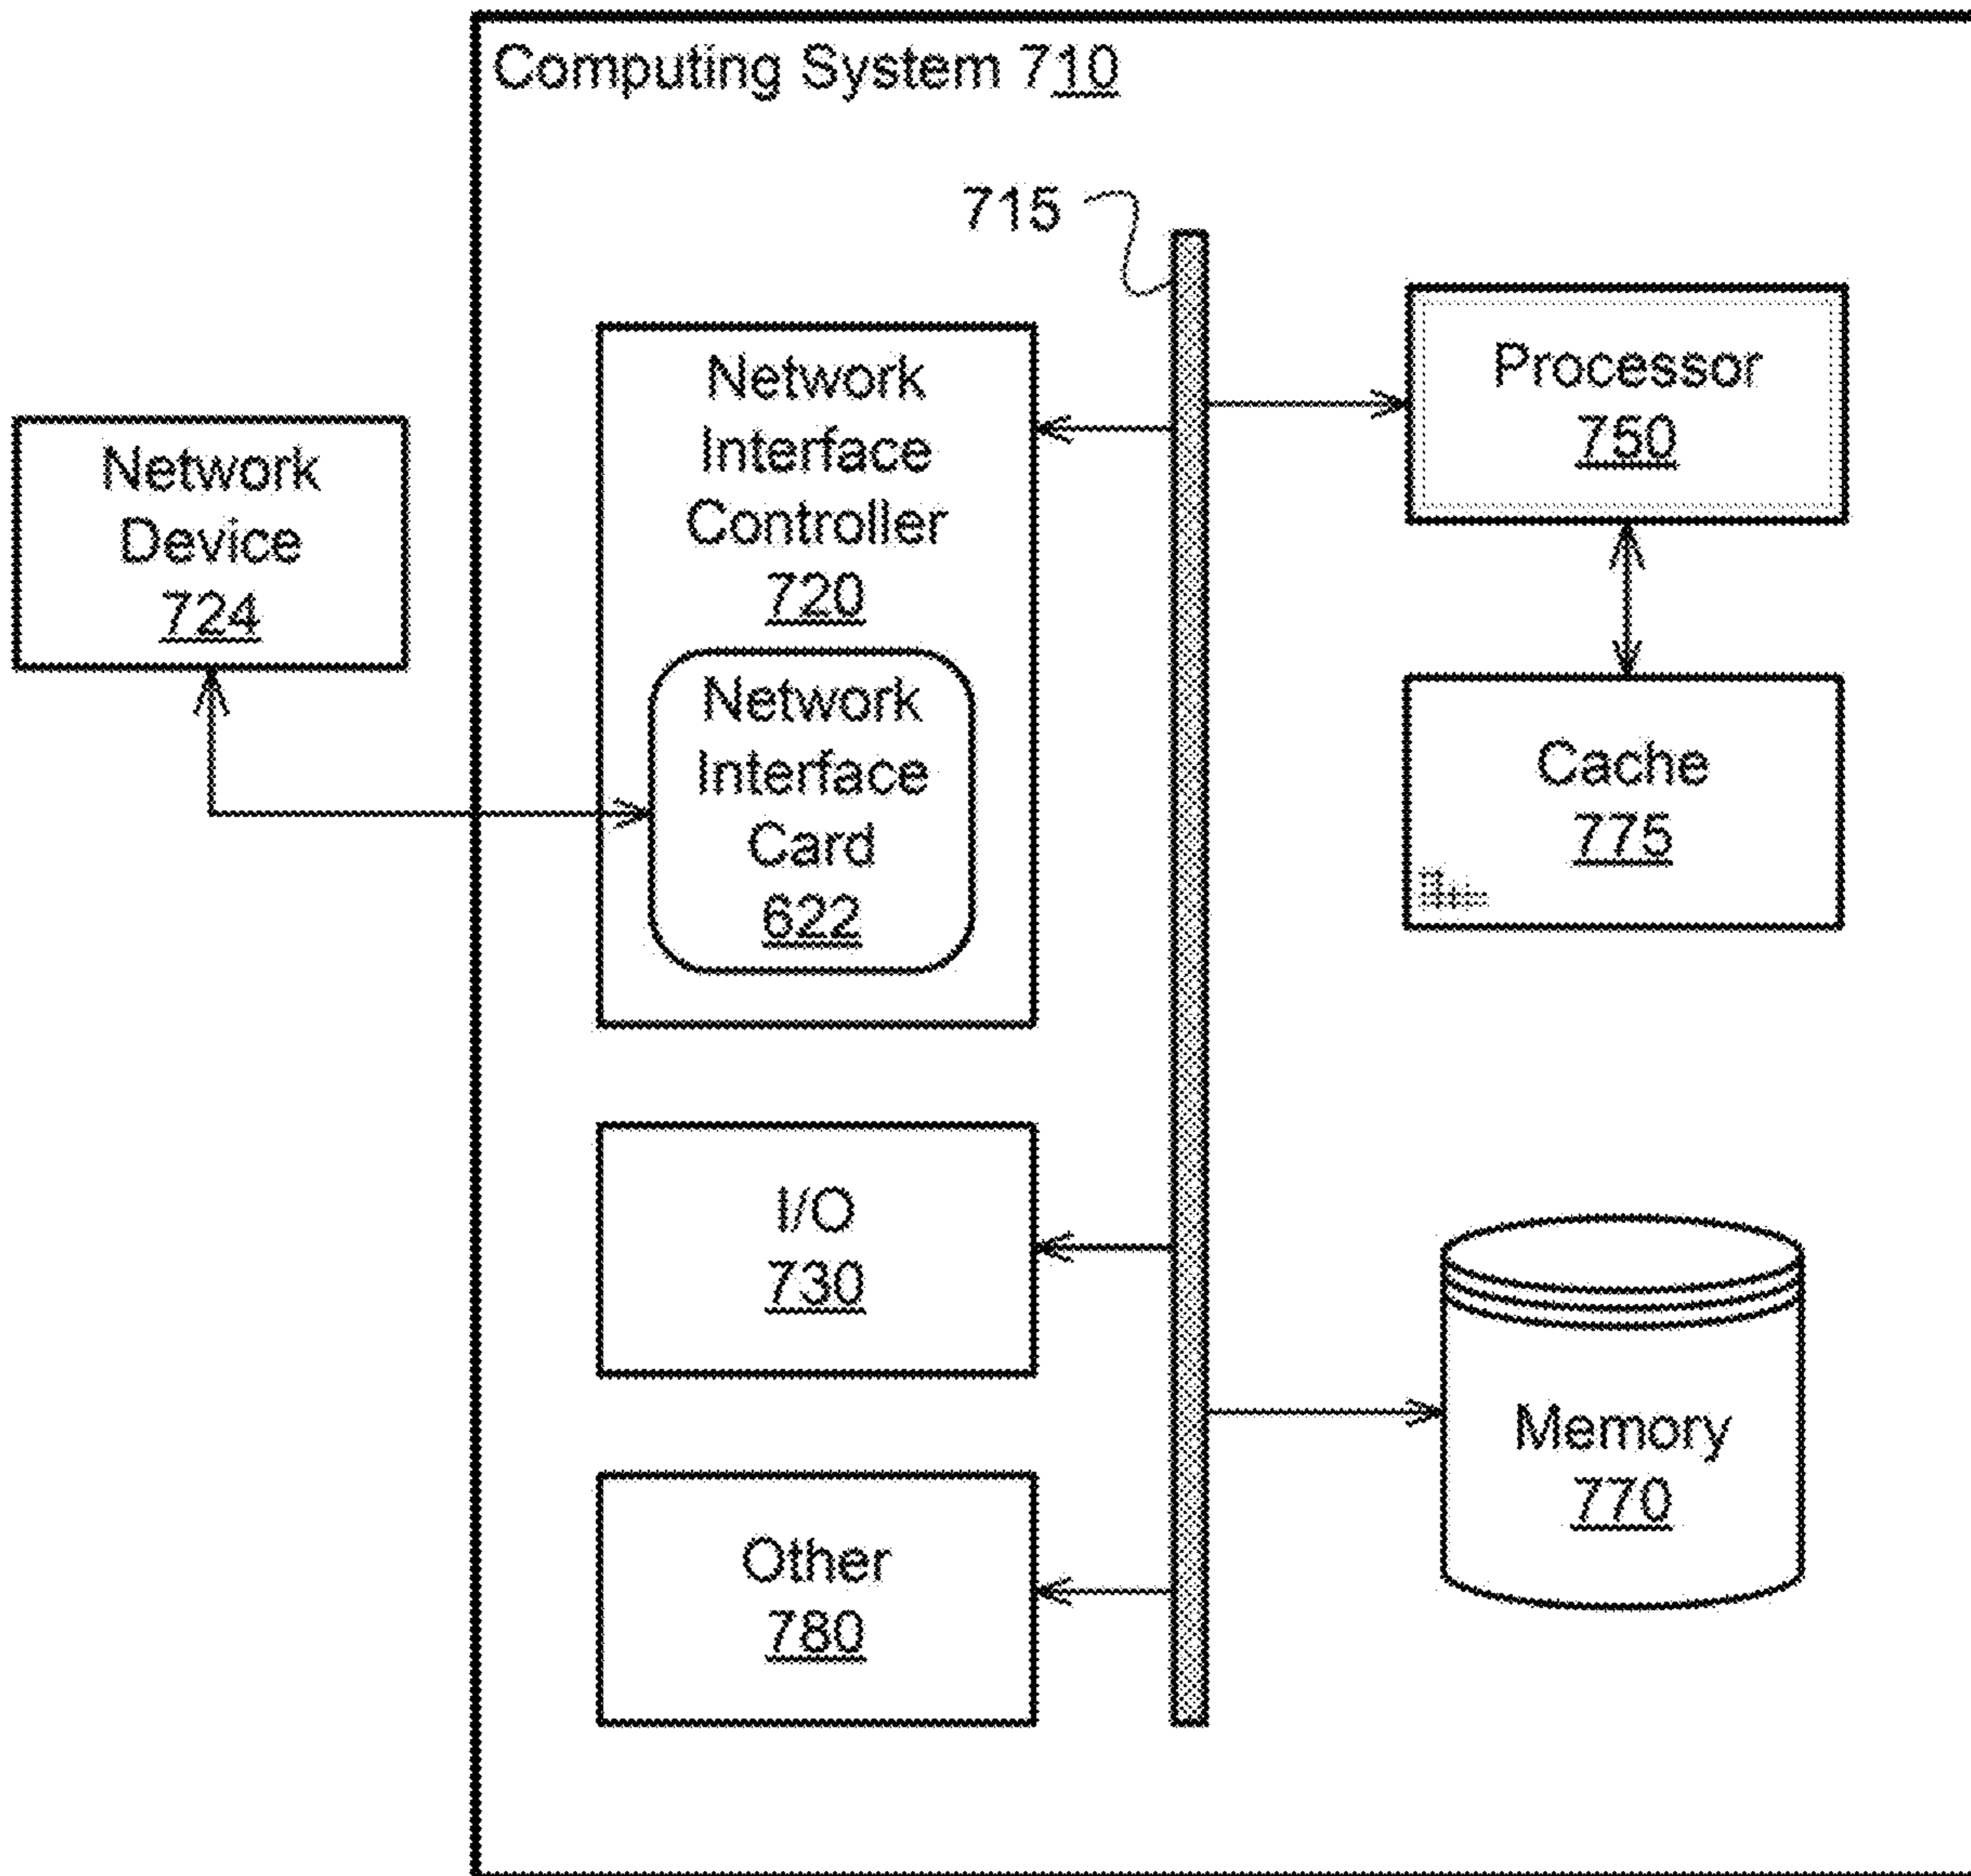 Computing System 710
715
Network
Interface
Controller
720
Processor
750
Network
Device
724
Network
Interface
Card
622
Cache
775
I/O
730
Memory
770
Other
780